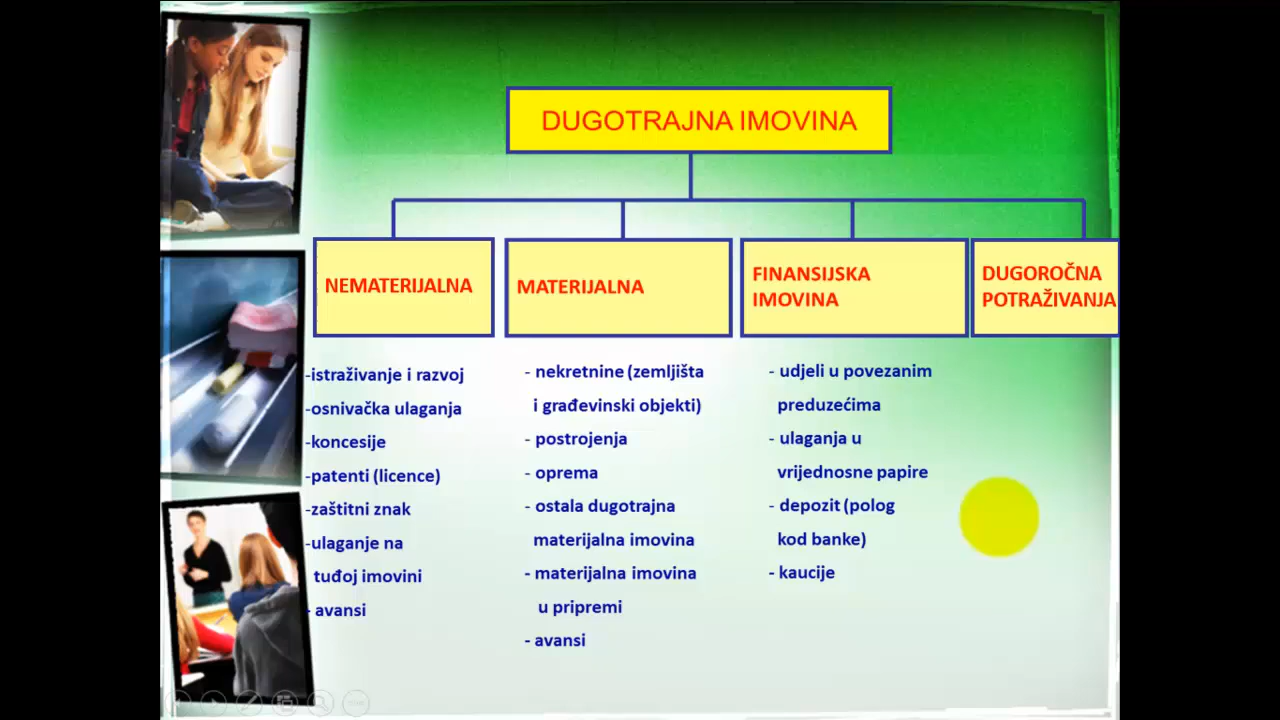 DUGOTRAJNA IMOVINA
NEMATERIJALNA
MATERIJALNA
FINANSIJSKA
IMOVINA
DUGOROČNA
POTRAŽIVANJA
-istraživanje i razvoj
-osnivačka ulaganja
-koncesije
-patenti (licence)
-zaštitni znak
-ulaganje na
tuđoj imovini
- avansi
- nekretnine (zemljišta
i građevinski objekti)
- postrojenja
- oprema
- ostala dugotrajna
materijalna imovina
- materijalna imovina
u pripremi
- avansi
- udjeli u povezanim
preduzećima
- ulaganja u
vrijednosne papire
- depozit (polog
kod banke)
- kaucije